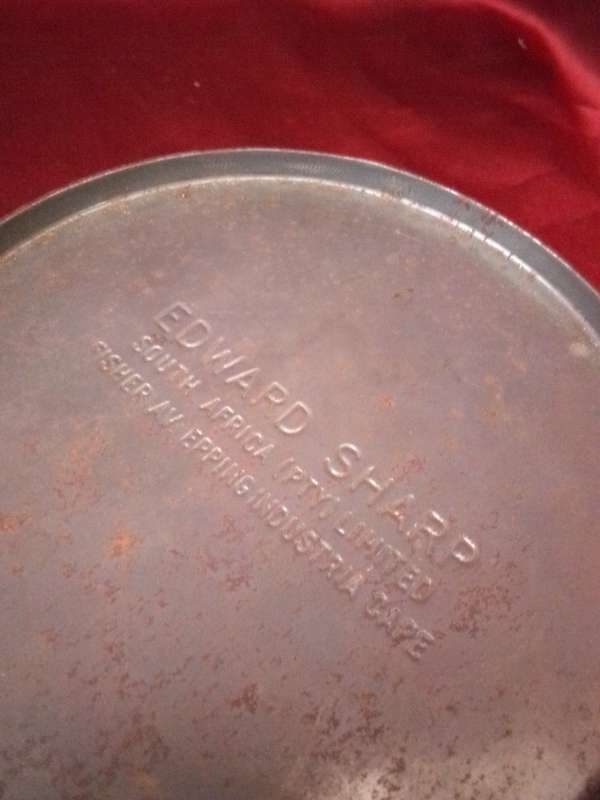 EDWARD SHARP
SOUTH AFRICA (PTY) LIMITED
FISHER AV. EPPING INDUSTRIA CAPE